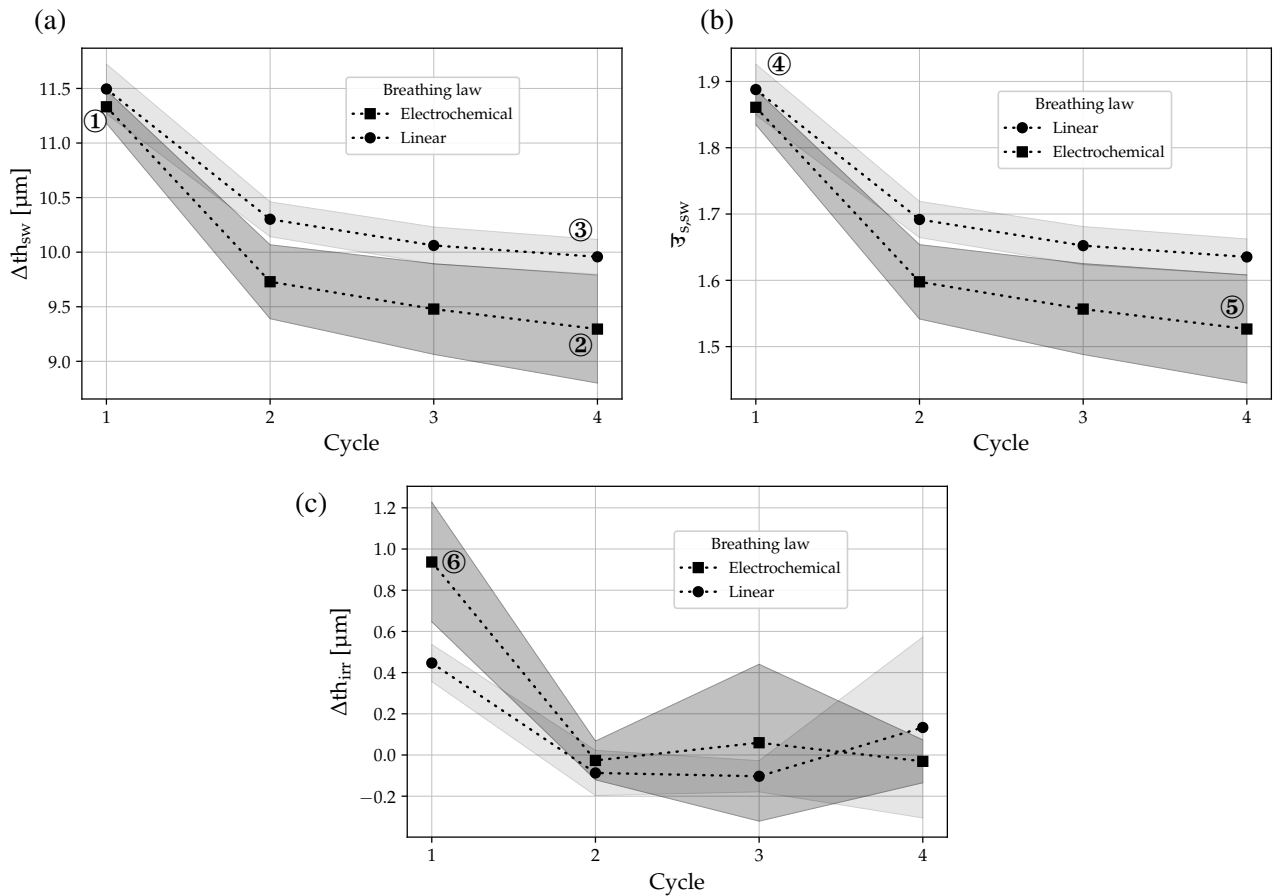 (a)
Δth_sw [µm]
11.5
11.0
10.5
10.0
9.5
9.0
①
②
③
Breathing law
Electrochemical
Linear
1 2 3 4
Cycle
(b)
s,sw
1.9
1.8
1.7
1.6
1.5
④
⑤
Breathing law
Linear
Electrochemical
1 2 3 4
Cycle
(c)
Δth_irr [µm]
1.2
1.0
0.8
0.6
0.4
0.2
0.0
−0.2
⑥
Breathing law
Electrochemical
Linear
1 2 3 4
Cycle